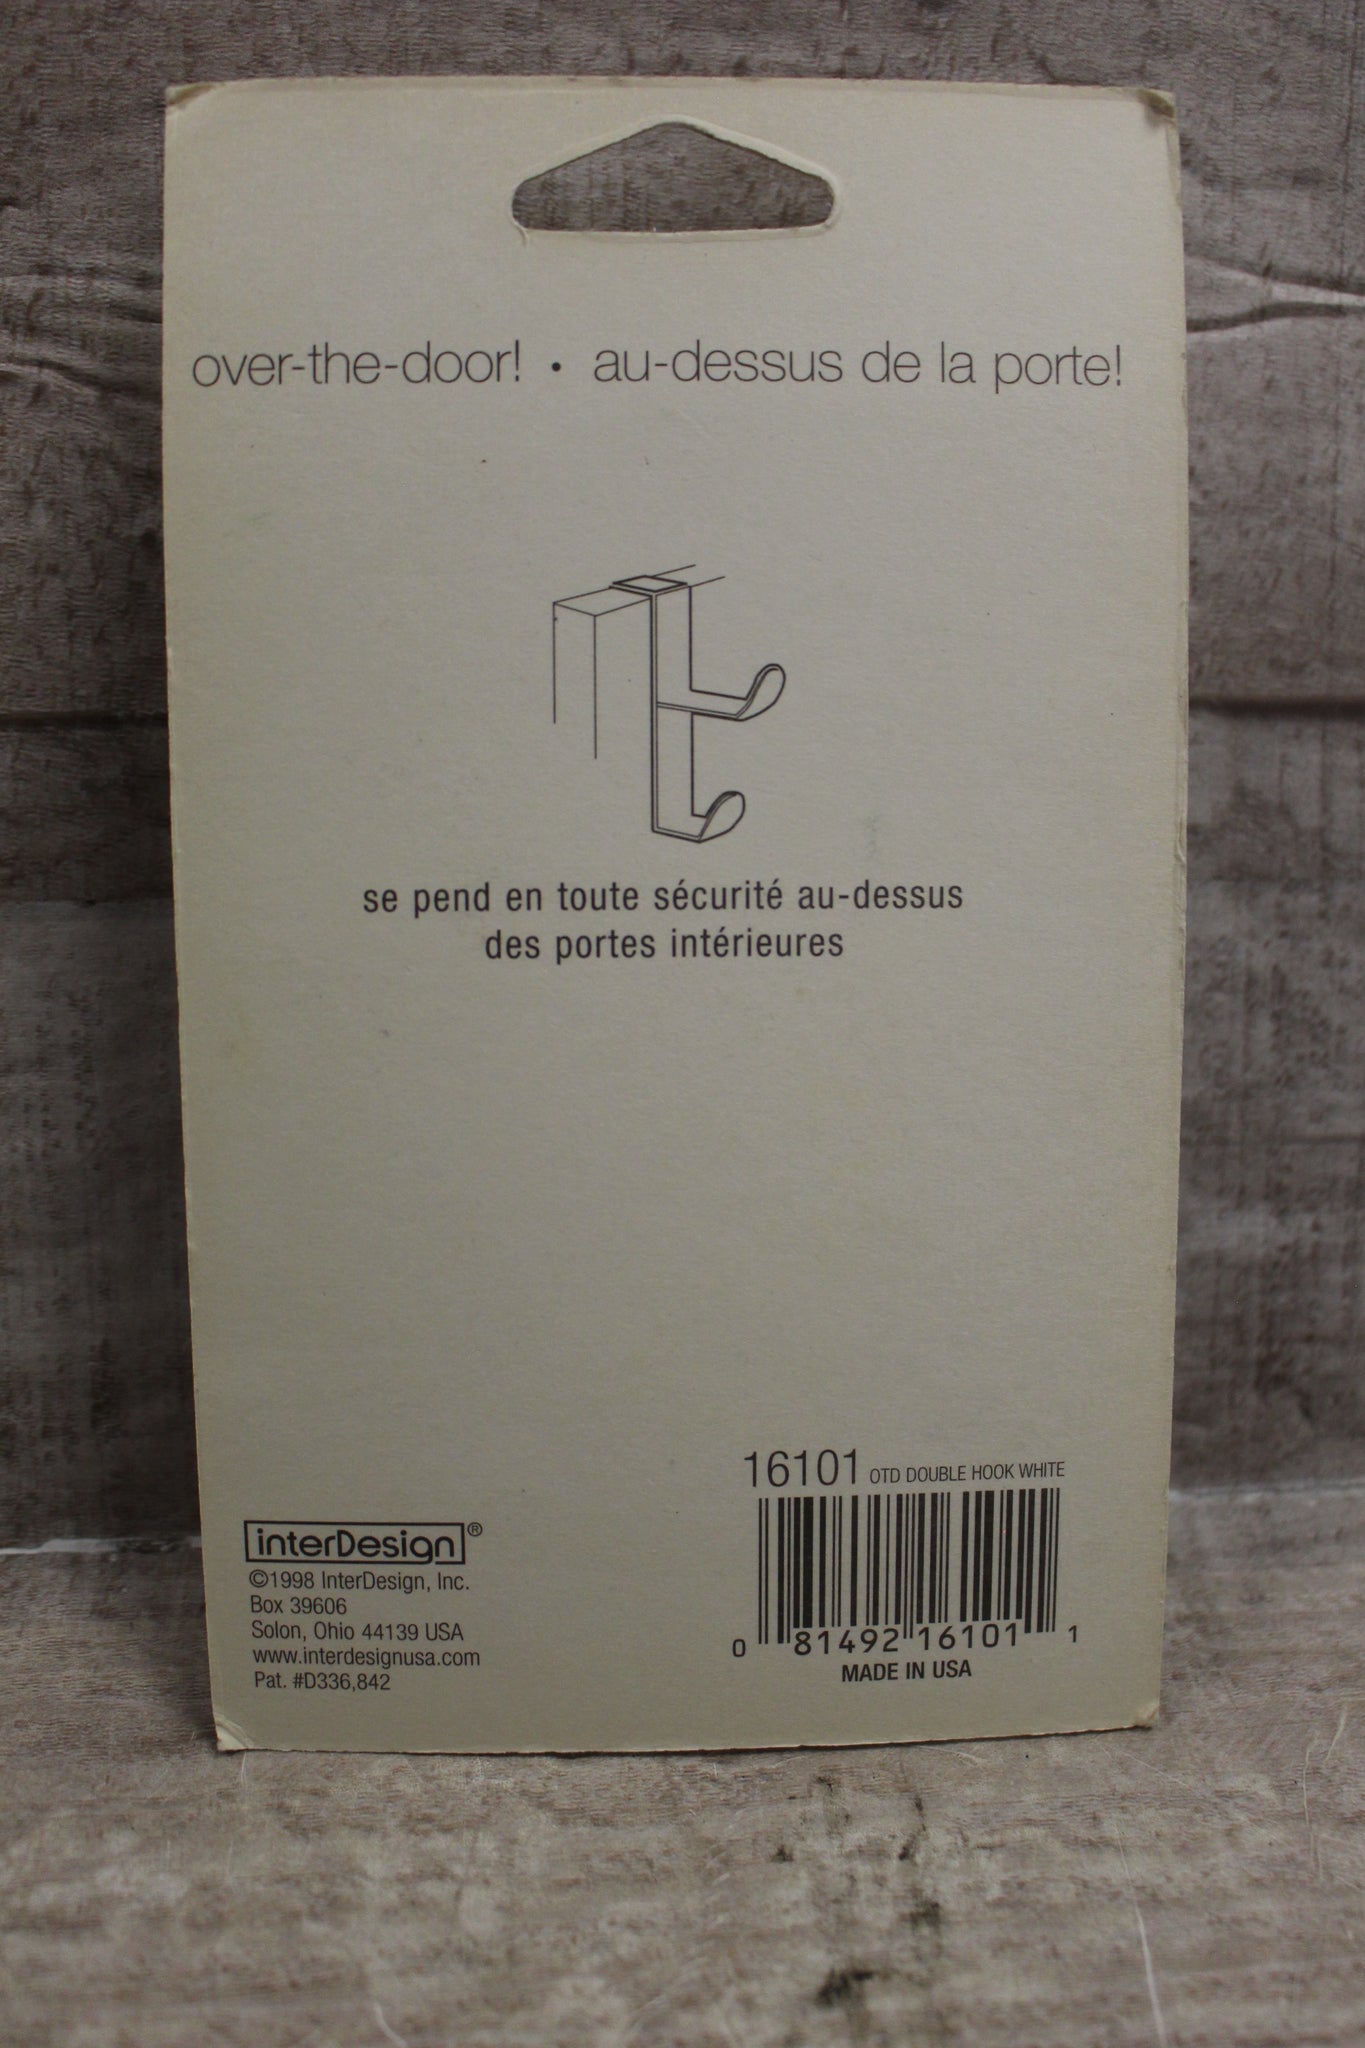 over-the-door! • au-dessus de la porte!
se pend en toute sécurité au-dessus
des portes intérieures
16101 OTD DOUBLE HOOK WHITE
0 81492 16101 1
MADE IN USA
interDesign®
©1998 InterDesign, Inc.
Box 39606
Solon, Ohio 44139 USA
www.interdesignusa.com
Pat. #D336,842